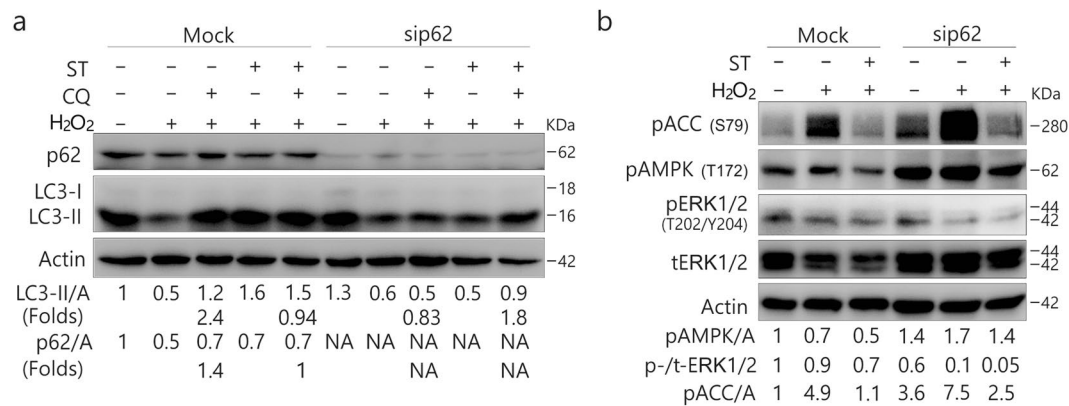 a
Mock sip62
ST – – – + + – – – + +
CQ – – + – + – – + – +
H₂O₂ – + + + + – + + + + KDa
p62 –62
LC3-I –18
LC3-II –16
Actin –42
LC3-II/A 1 0.5 1.2 1.6 1.5 1.3 0.6 0.5 0.5 0.9
(Folds) 2.4 0.94 0.83 1.8
p62/A 1 0.5 0.7 0.7 0.7 NA NA NA NA NA
(Folds) 1.4 1 NA NA
b
Mock sip62
ST – – + – – +
H₂O₂ – + + – + + KDa
pACC (S79) –280
pAMPK (T172) –62
pERK1/2 –44
(T202/Y204) –42
tERK1/2 –44
–42
Actin –42
pAMPK/A 1 0.7 0.5 1.4 1.7 1.4
p-/t-ERK1/2 1 0.9 0.7 0.6 0.1 0.05
pACC/A 1 4.9 1.1 3.6 7.5 2.5